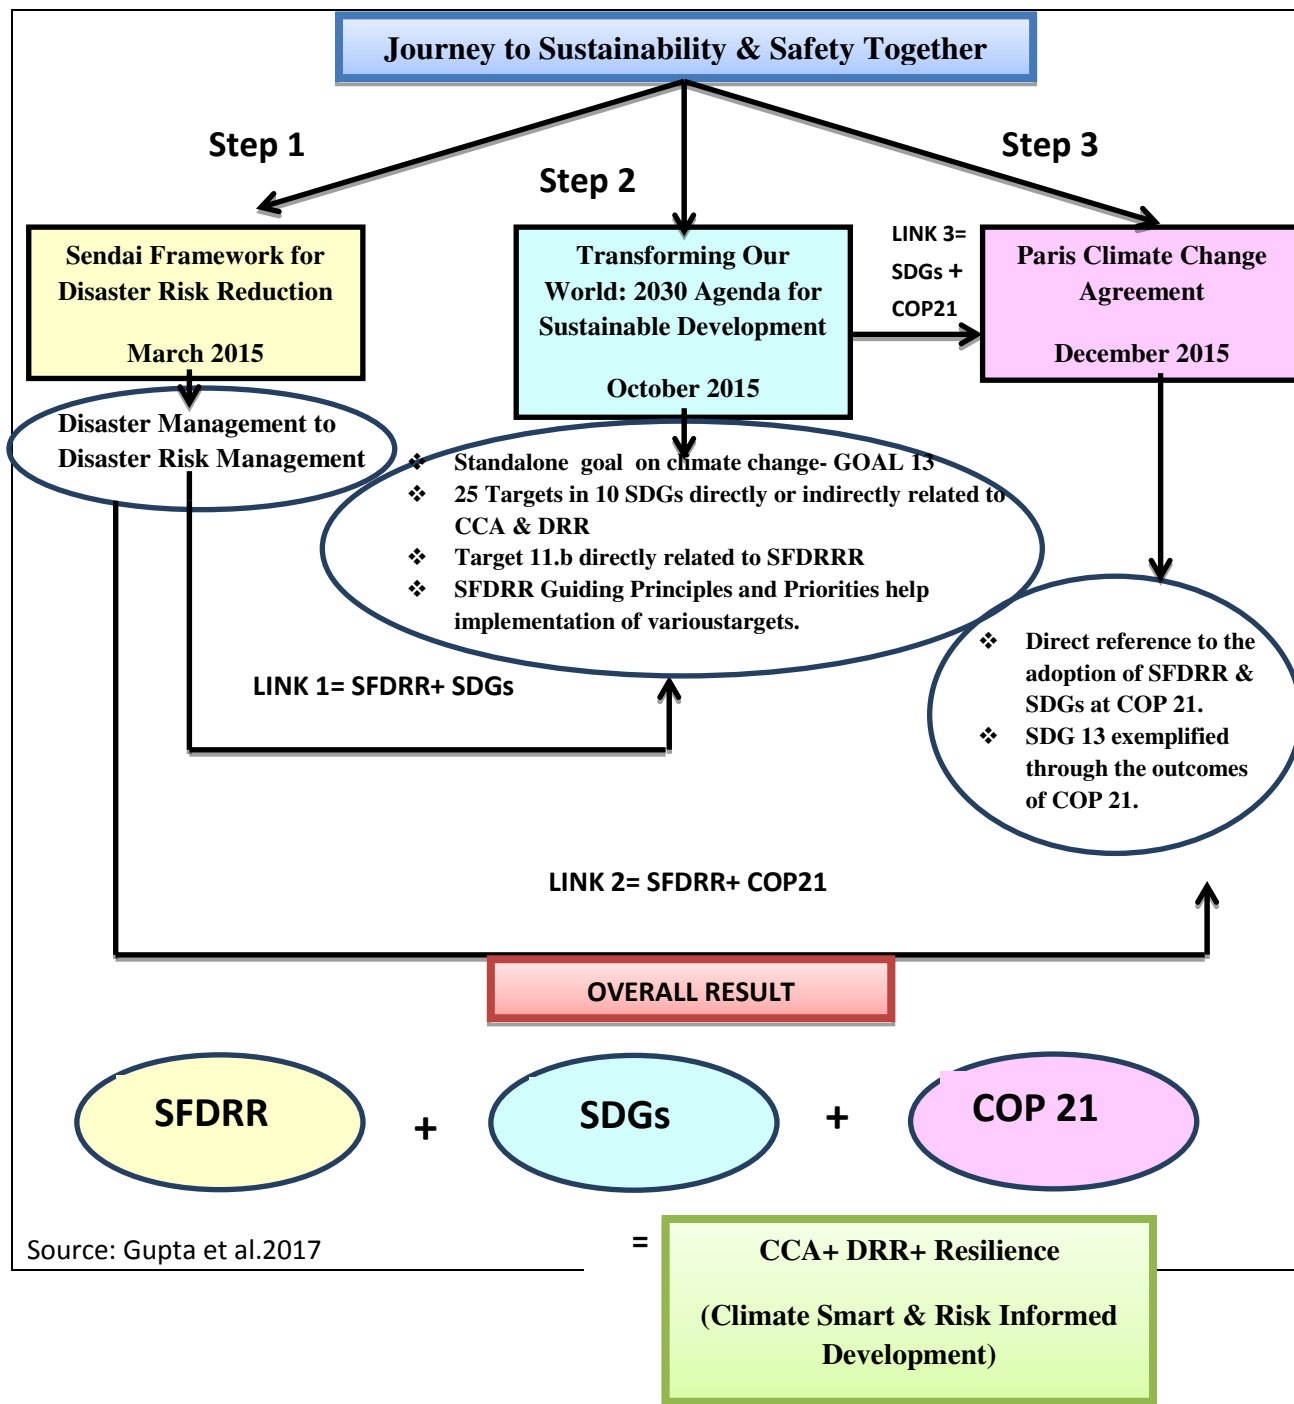 Journey to Sustainability & Safety Together
Step 1
Step 2
Step 3
Sendai Framework for
Disaster Risk Reduction
March 2015
Transforming Our
World: 2030 Agenda for
Sustainable Development
October 2015
LINK 3=
SDGs +
COP21
Paris Climate Change
Agreement
December 2015
Disaster Management to
Disaster Risk Management
❖ Standalone goal on climate change- GOAL 13
❖ 25 Targets in 10 SDGs directly or indirectly related to
CCA & DRR
❖ Target 11.b directly related to SFDRRR
❖ SFDRR Guiding Principles and Priorities help
implementation of varioustargets.
❖ Direct reference to the
adoption of SFDRR &
SDGs at COP 21.
❖ SDG 13 exemplified
through the outcomes
of COP 21.
LINK 1= SFDRR+ SDGs
LINK 2= SFDRR+ COP21
OVERALL RESULT
SFDRR
+
SDGs
+
COP 21
Source: Gupta et al.2017
=
CCA+ DRR+ Resilience
(Climate Smart & Risk Informed
Development)